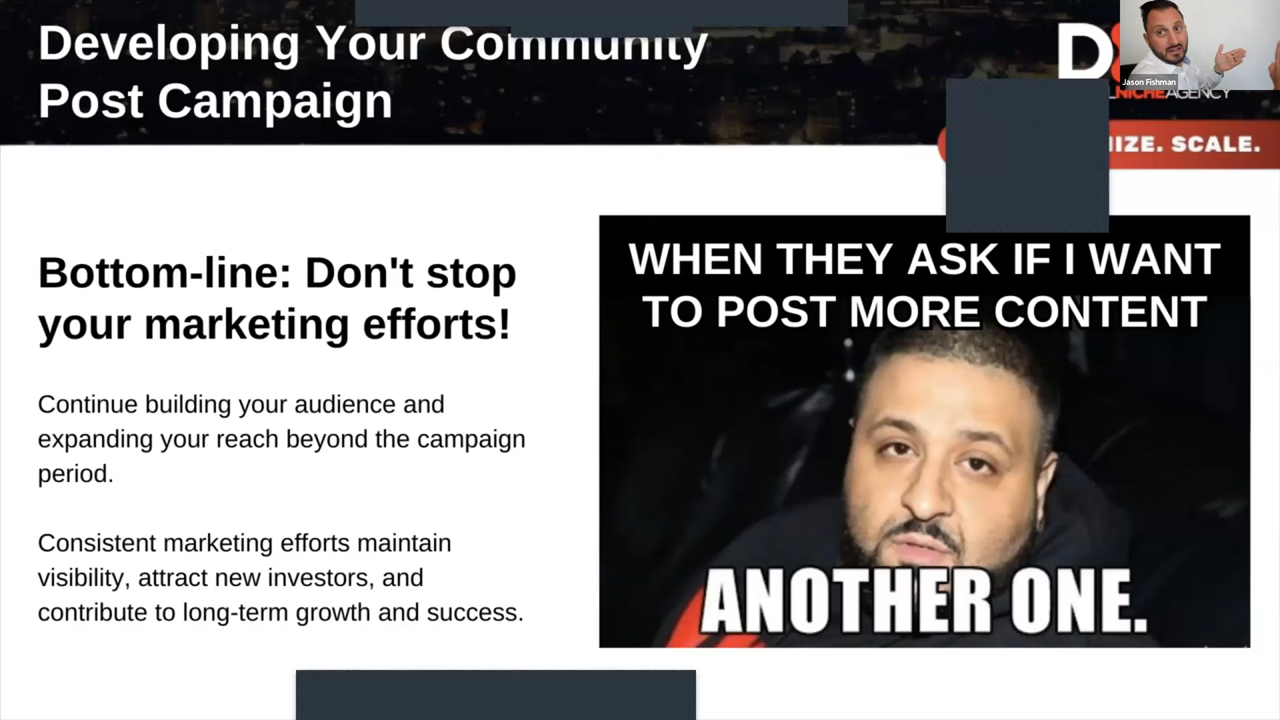 Developing Your Community
Post Campaign
Jason Fishman
NICHEAGENCY
IZE. SCALE.
Bottom-line: Don't stop
your marketing efforts!
Continue building your audience and
expanding your reach beyond the campaign
period.
Consistent marketing efforts maintain
visibility, attract new investors, and
contribute to long-term growth and success.
WHEN THEY ASK IF I WANT
TO POST MORE CONTENT
ANOTHER ONE.